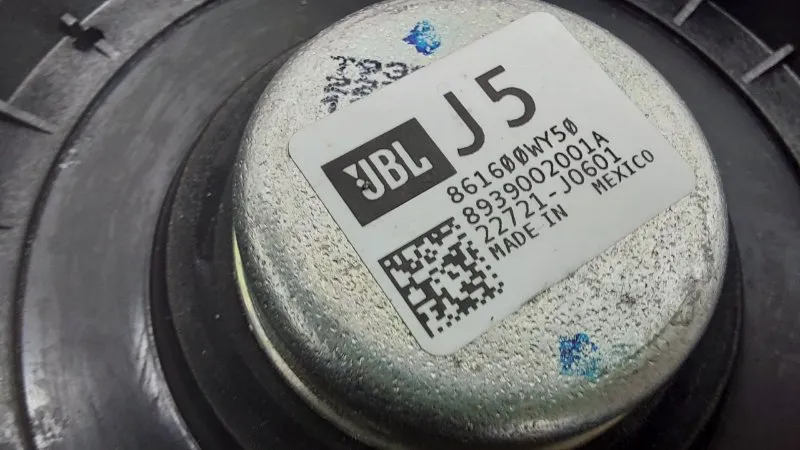 JBL J5
861600WY50
8939002001A
22721-J0601
MADE IN MEXICO